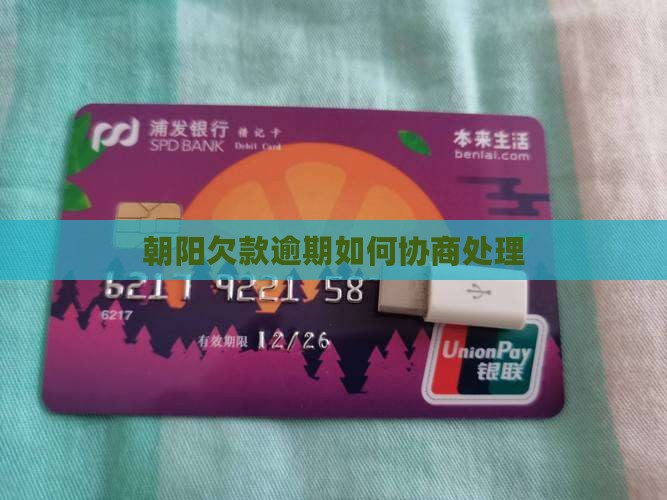 浦发银行 借记卡
SPD BANK Debit Card
本来生活
benlai.com
朝阳欠款逾期如何协商处理
6217 9221 58
6217
有效期限 12/26
UnionPay
银联